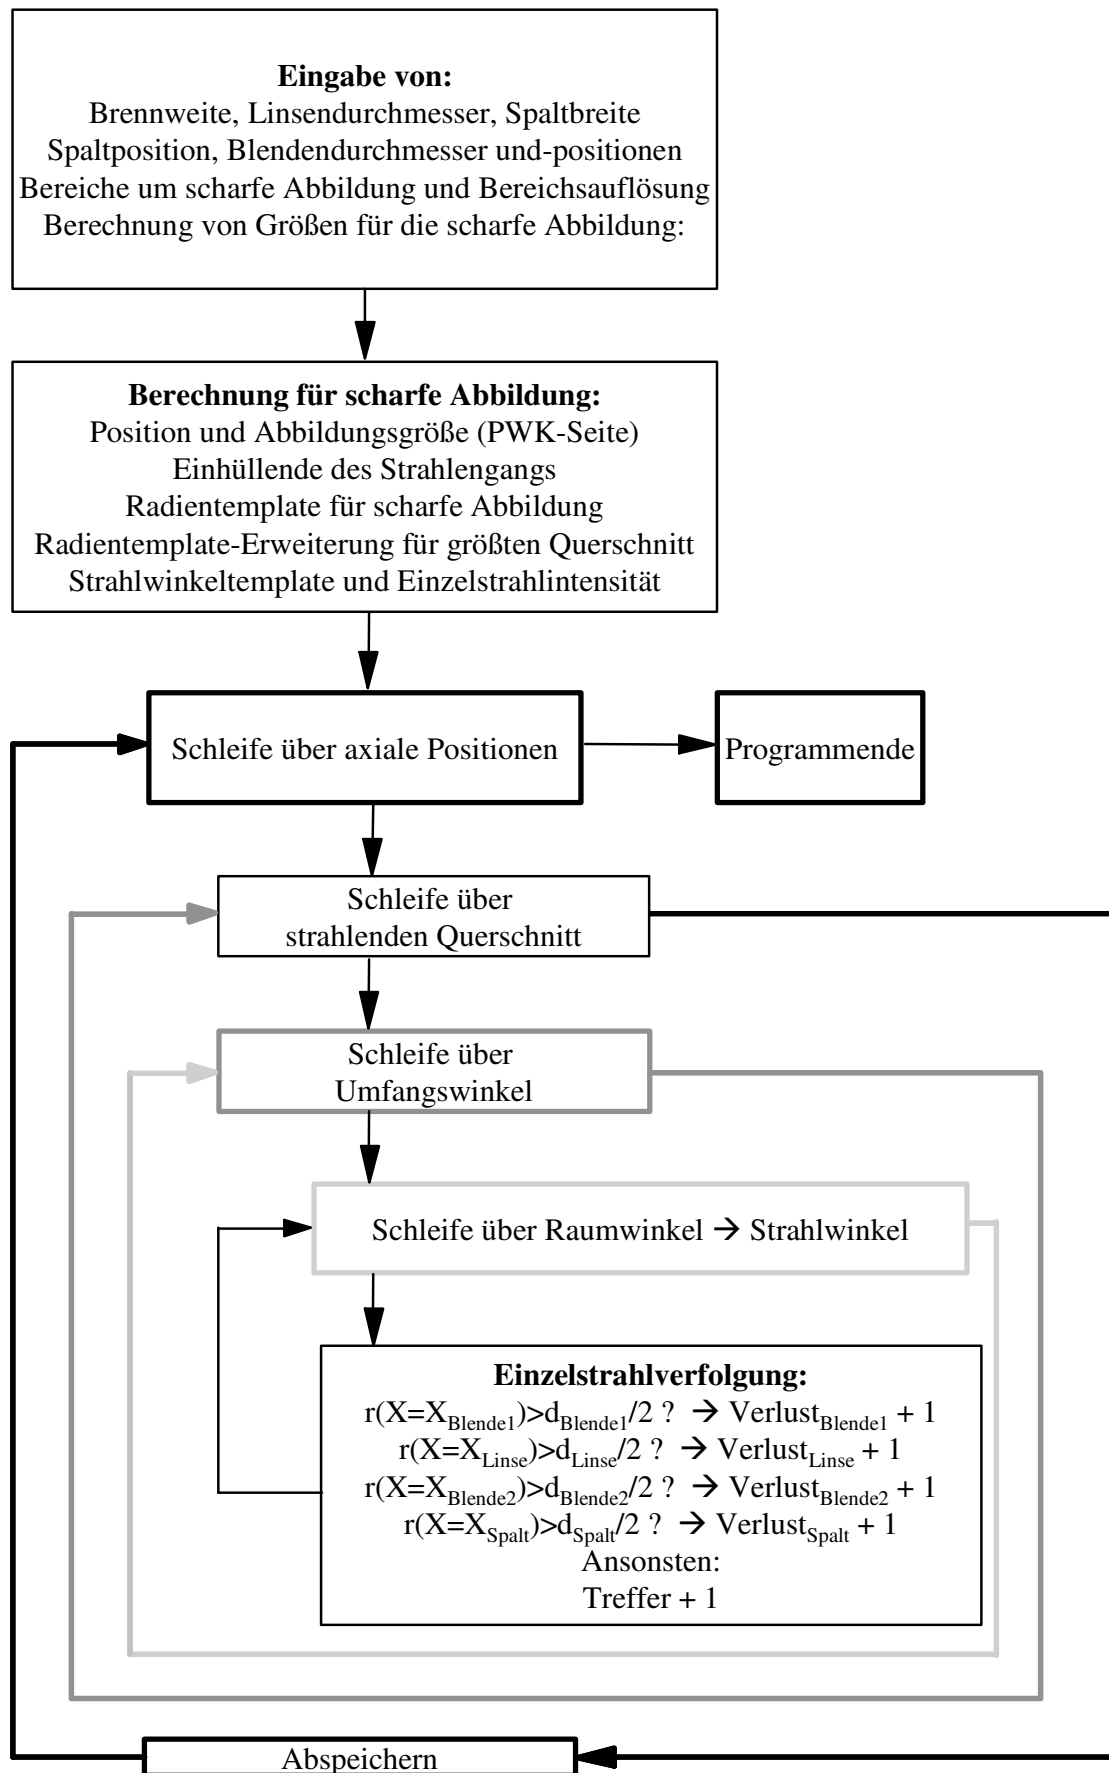 Eingabe von:
Brennweite, Linsendurchmesser, Spaltbreite
Spaltposition, Blendendurchmesser und-positionen
Bereiche um scharfe Abbildung und Bereichsauflösung
Berechnung von Größen für die scharfe Abbildung:
Berechnung für scharfe Abbildung:
Position und Abbildungsgröße (PWK-Seite)
Einhüllende des Strahlengangs
Radientemplate für scharfe Abbildung
Radientemplate-Erweiterung für größten Querschnitt
Strahlwinkeltemplate und Einzelstrahlintensität
Schleife über axiale Positionen
Programmende
Schleife über
strahlenden Querschnitt
Schleife über
Umfangswinkel
Schleife über Raumwinkel → Strahlwinkel
Einzelstrahlverfolgung:
r(X=X_Blende1)>d_Blende1/2 ? → Verlust_Blende1 + 1
r(X=X_Linse)>d_Linse/2 ? → Verlust_Linse + 1
r(X=X_Blende2)>d_Blende2/2 ? → Verlust_Blende2 + 1
r(X=X_Spalt)>d_Spalt/2 ? → Verlust_Spalt + 1
Ansonsten:
Treffer + 1
Abspeichern